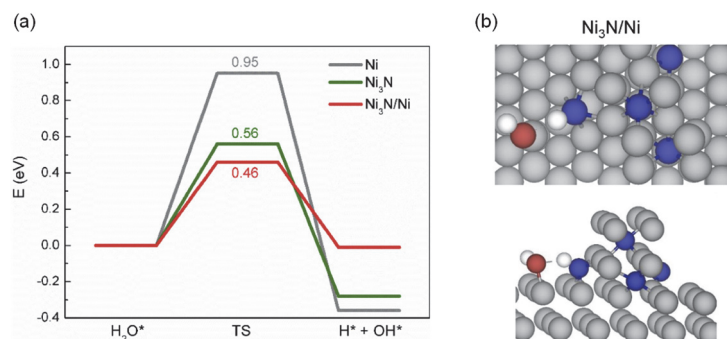 (a)
E (eV)
1.0
0.8
0.6
0.4
0.2
0.0
-0.2
-0.4
0.95
0.56
0.46
Ni
Ni₃N
Ni₃N/Ni
H₂O*
TS
H* + OH*
(b)
Ni₃N/Ni